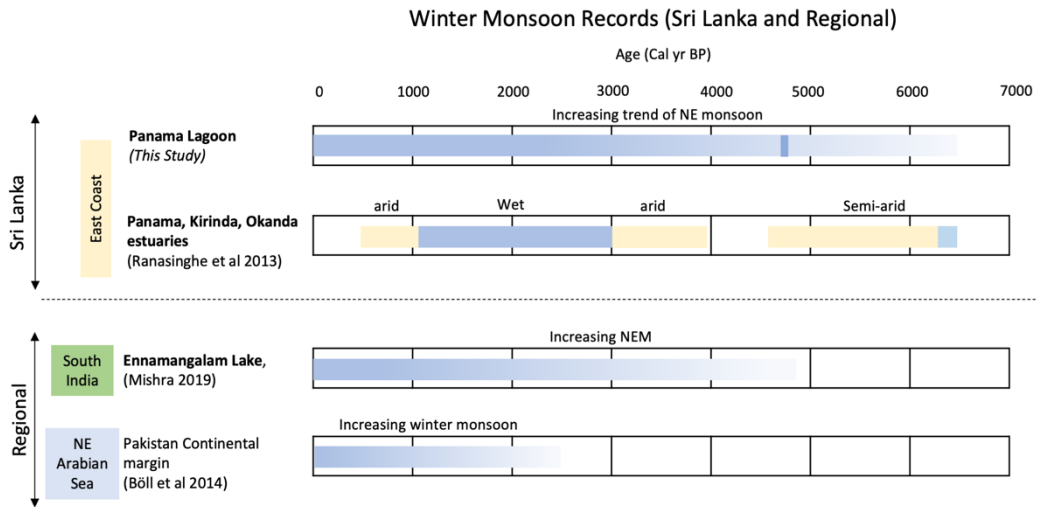 Winter Monsoon Records (Sri Lanka and Regional)
Age (Cal yr BP)
0 1000 2000 3000 4000 5000 6000 7000
Increasing trend of NE monsoon
Sri Lanka
East Coast
Panama Lagoon
(This Study)
arid Wet arid Semi-arid
Panama, Kirinda, Okanda
estuaries
(Ranasinghe et al 2013)
Regional
Increasing NEM
South
India
Ennamangalam Lake,
(Mishra 2019)
Increasing winter monsoon
NE
Arabian
Sea
Pakistan Continental
margin
(Böll et al 2014)